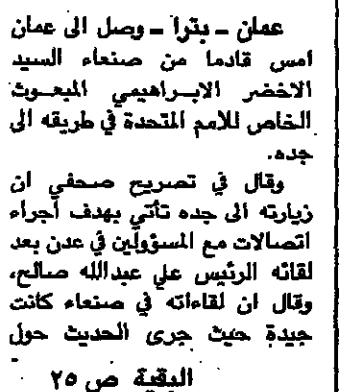 عمان ـ بترا ـ وصل الى عمان
امس قادما من صنعاء السيد
الاخضر الابــراهيمي المبعــوث
الخاص للامم المتحدة في طريقه الى
جده.
وقال في تصريح صحفي ان
زيارته الى جده تأتي بهدف أجراء
اتصالات مع المسؤولين في عدن بعد
لقائه الرئيس علي عبدالله صالح،
وقال ان لقاءاته في صنعاء كانت
جيدة حيث جرى الحديث حول
البقية ص ٢٥